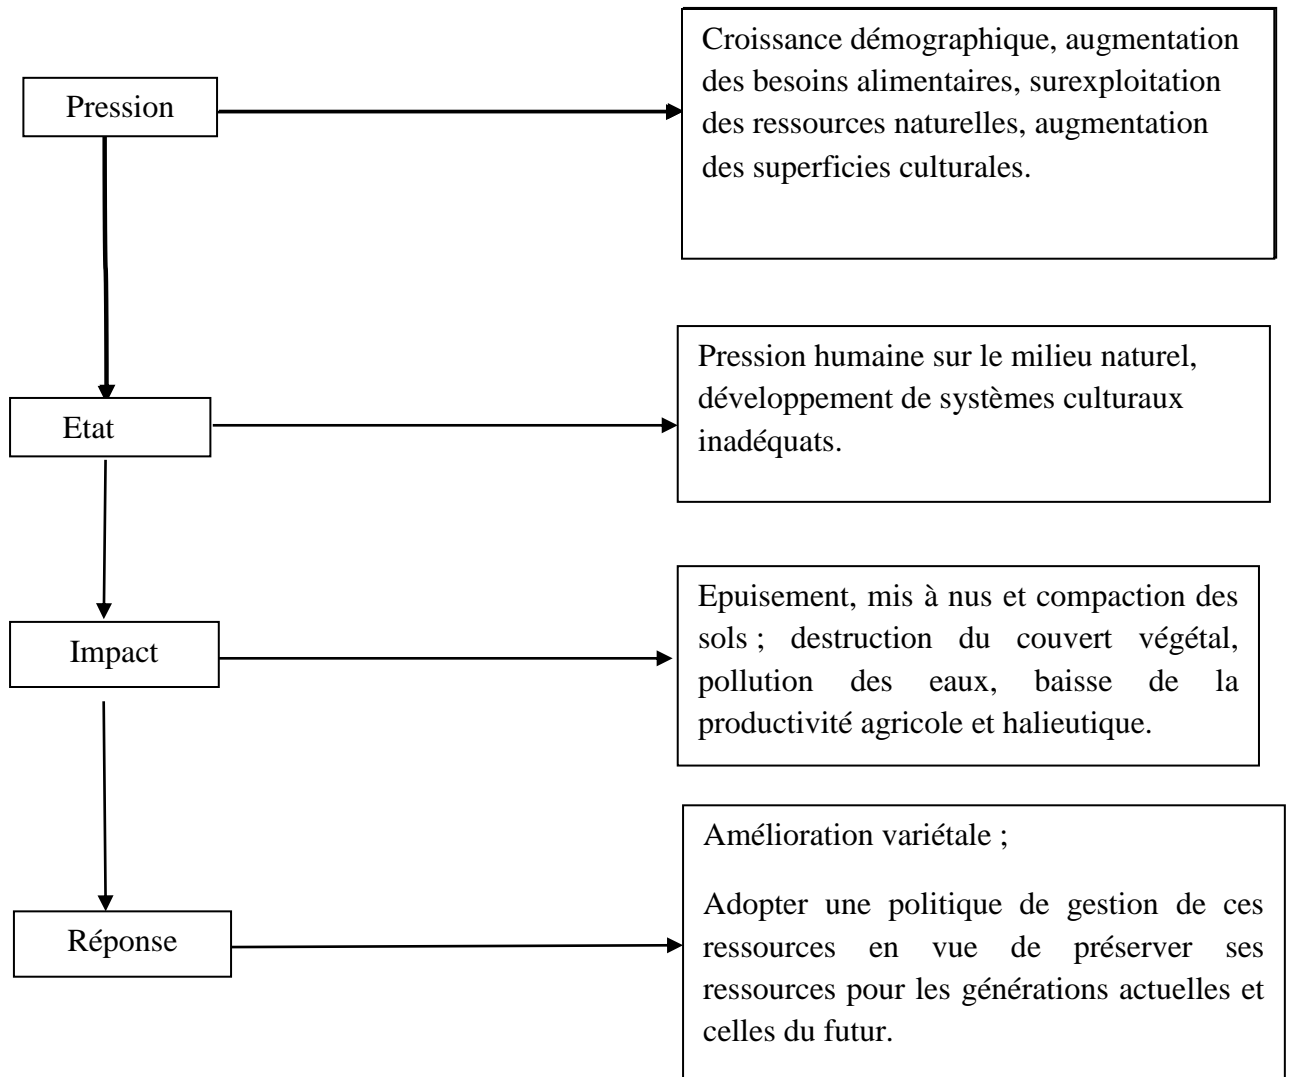 Pression
Croissance démographique, augmentation
des besoins alimentaires, surexploitation
des ressources naturelles, augmentation
des superficies culturales.
Etat
Pression humaine sur le milieu naturel,
développement de systèmes culturaux
inadéquats.
Impact
Epuisement, mis à nus et compaction des
sols ; destruction du couvert végétal,
pollution des eaux, baisse de la
productivité agricole et halieutique.
Réponse
Amélioration variétale ;
Adopter une politique de gestion de ces
ressources en vue de préserver ses
ressources pour les générations actuelles et
celles du futur.